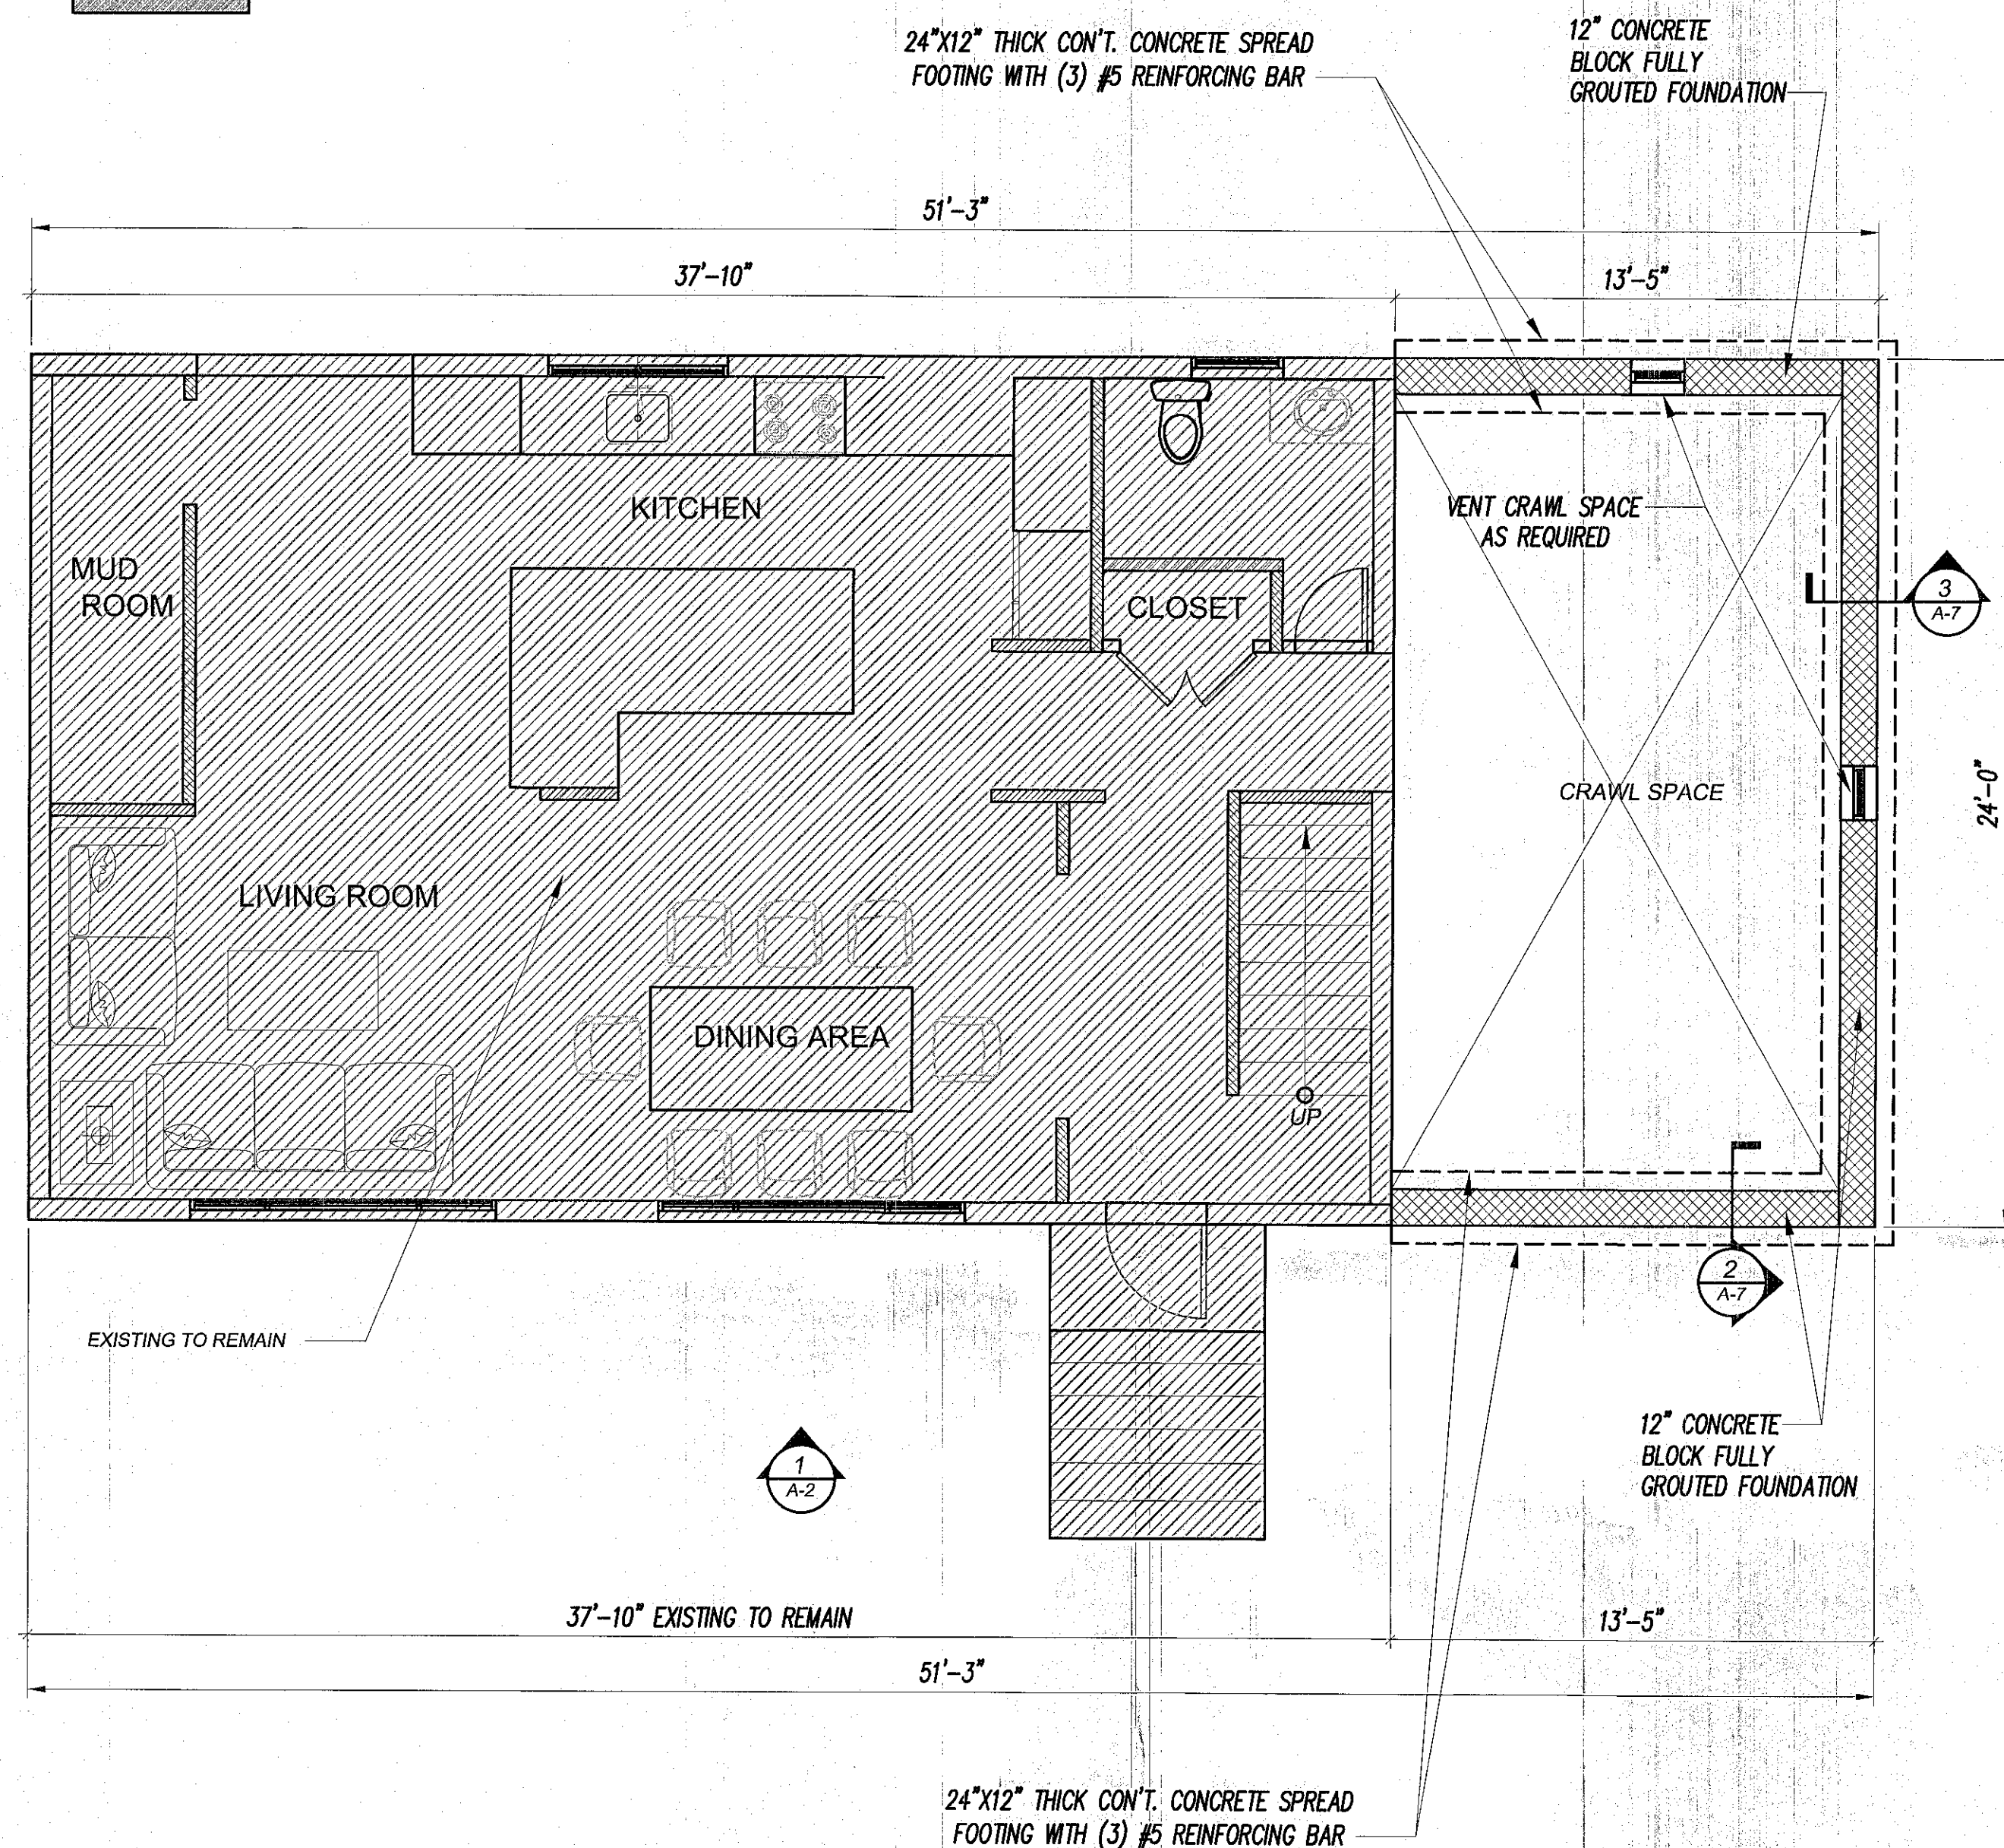 24"X12" THICK CON'T. CONCRETE SPREAD
FOOTING WITH (3) #5 REINFORCING BAR
12" CONCRETE
BLOCK FULLY
GROUTED FOUNDATION
51'-3"
37'-10"
13'-5"
KITCHEN
VENT CRAWL SPACE
AS REQUIRED
MUD
ROOM
CLOSET
3
A-7
CRAWL SPACE
24'-0"
LIVING ROOM
DINING AREA
UP
2
A-7
EXISTING TO REMAIN
1
A-2
12" CONCRETE
BLOCK FULLY
GROUTED FOUNDATION
37'-10" EXISTING TO REMAIN
13'-5"
51'-3"
24"X12" THICK CON'T. CONCRETE SPREAD
FOOTING WITH (3) #5 REINFORCING BAR